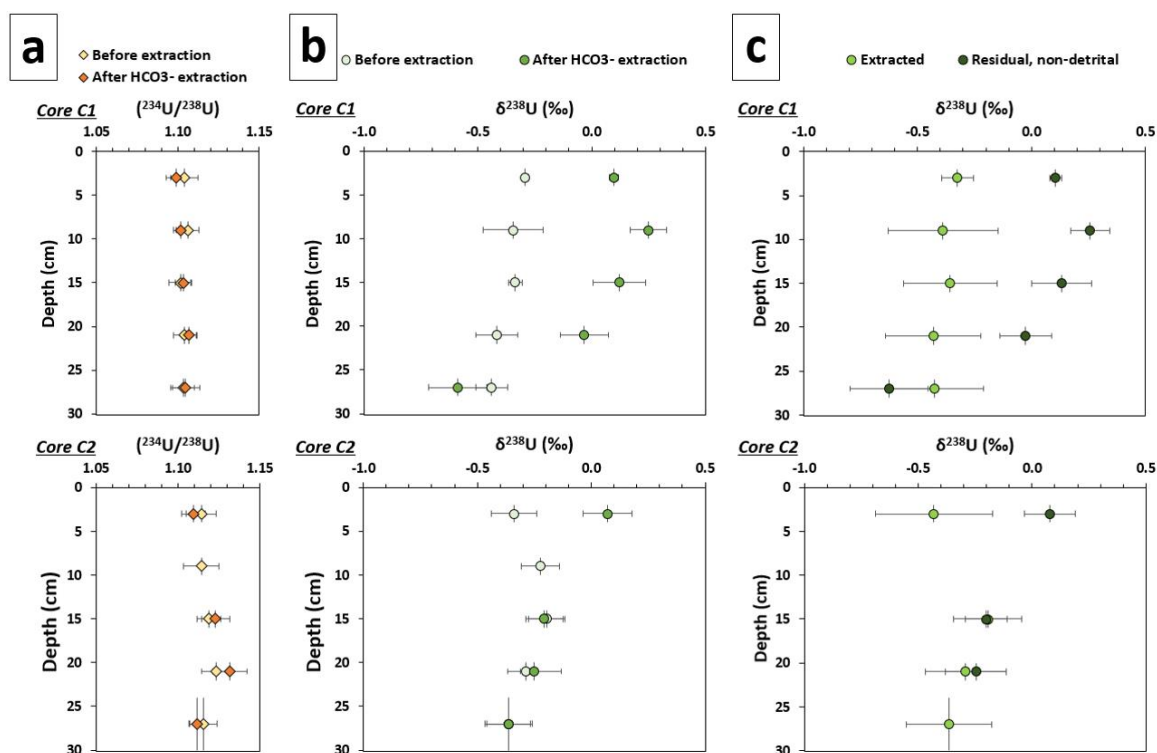 a
Before extraction
After HCO3- extraction
b
Before extraction
After HCO3- extraction
c
Extracted
Residual, non-detrital
Core C1
(²³⁴U/²³⁸U)
1.05
1.10
1.15
0
5
10
15
20
25
30
Depth (cm)
Core C1
δ²³⁸U (‰)
-1.0
-0.5
0.0
0.5
0
5
10
15
20
25
30
Depth (cm)
Core C1
δ²³⁸U (‰)
-1.0
-0.5
0.0
0.5
0
5
10
15
20
25
30
Depth (cm)
Core C2
(²³⁴U/²³⁸U)
1.05
1.10
1.15
0
5
10
15
20
25
30
Depth (cm)
Core C2
δ²³⁸U (‰)
-1.0
-0.5
0.0
0.5
0
5
10
15
20
25
30
Depth (cm)
Core C2
δ²³⁸U (‰)
-1.0
-0.5
0.0
0.5
0
5
10
15
20
25
30
Depth (cm)